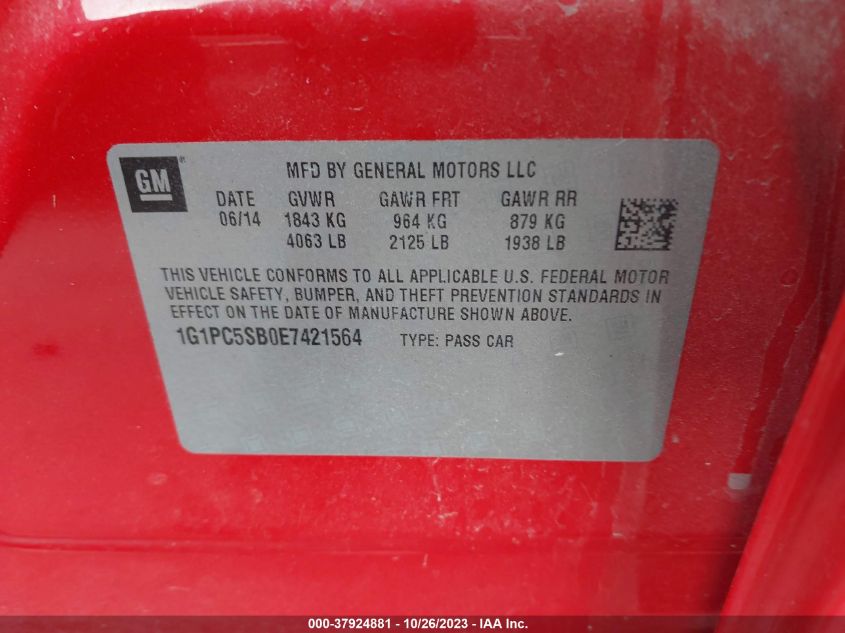 GM®
MFD BY GENERAL MOTORS LLC
DATE GVWR GAWR FRT GAWR RR
06/14 1843 KG 964 KG 879 KG
4063 LB 2125 LB 1938 LB
THIS VEHICLE CONFORMS TO ALL APPLICABLE U.S. FEDERAL MOTOR
VEHICLE SAFETY, BUMPER, AND THEFT PREVENTION STANDARDS IN
EFFECT ON THE DATE OF MANUFACTURE SHOWN ABOVE.
1G1PC5SB0E7421564 TYPE: PASS CAR
000-37924881 - 10/26/2023 - IAA Inc.